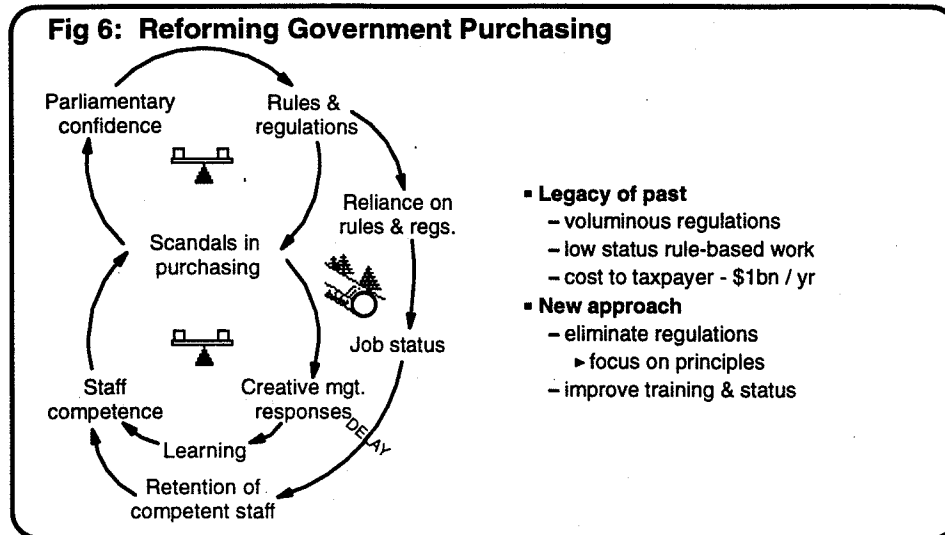 Fig 6: Reforming Government Purchasing
Parliamentary
confidence
Rules &
regulations
Reliance on
rules & regs.
Scandals in
purchasing
Job status
Staff
competence
Creative mgt.
responses
DELAY
Learning
Retention of
competent staff
▪ Legacy of past
– voluminous regulations
– low status rule-based work
– cost to taxpayer - $1bn / yr
▪ New approach
– eliminate regulations
▸ focus on principles
– improve training & status